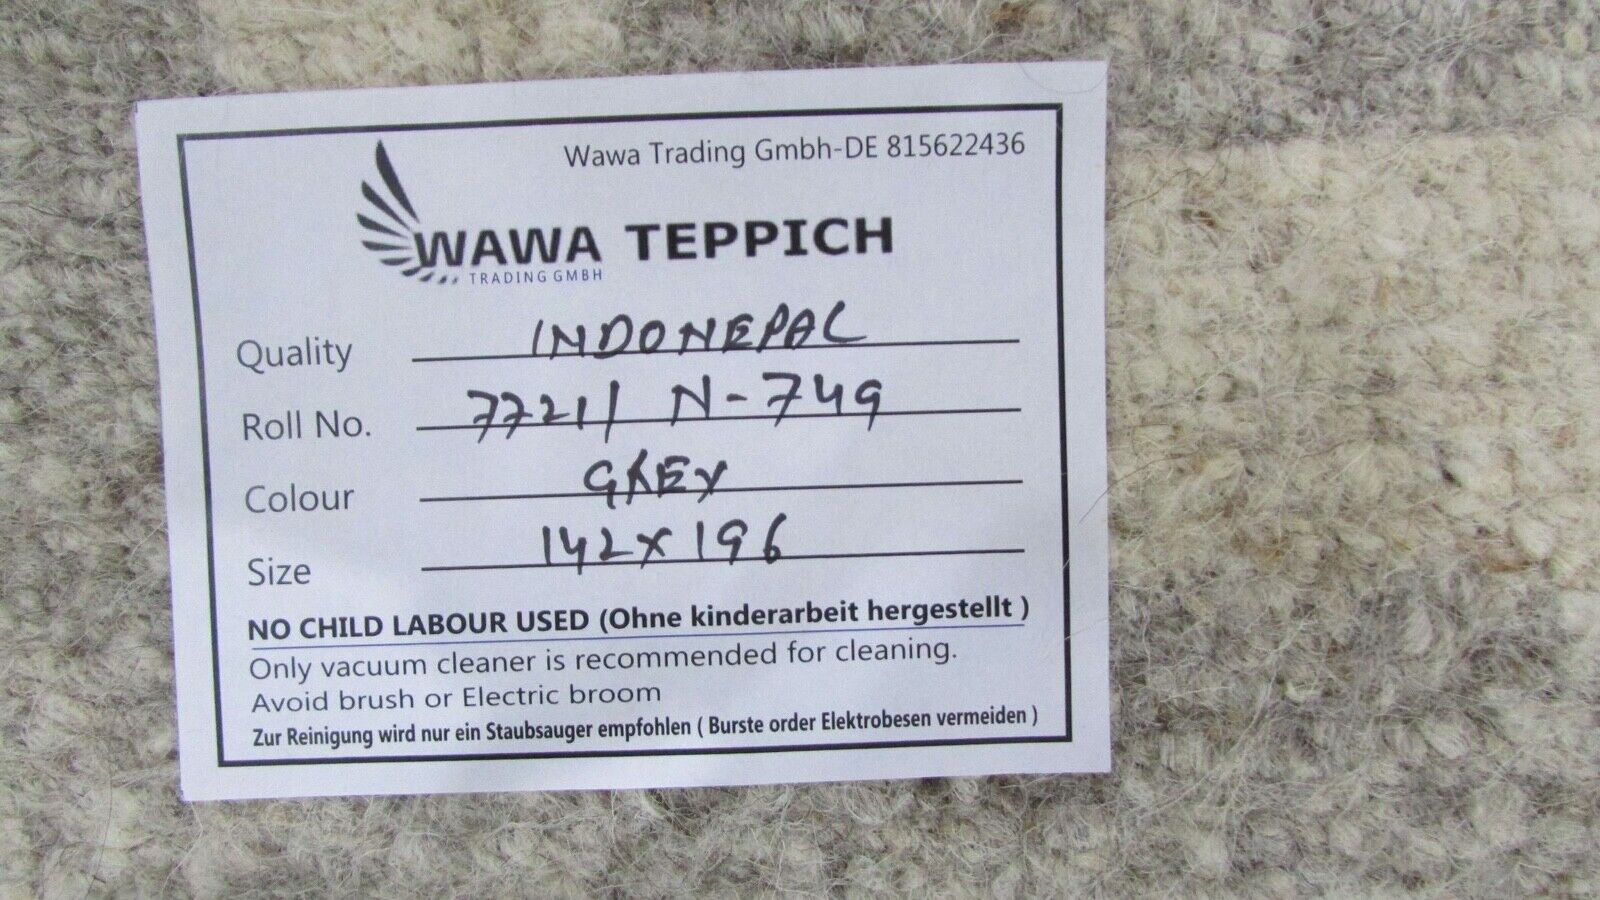 Wawa Trading Gmbh-DE 815622436
WAWA TEPPICH
TRADING GMBH
Quality INDONEPAL
Roll No. 7721/ N-749
Colour GREY
Size 142x196
NO CHILD LABOUR USED (Ohne kinderarbeit hergestellt )
Only vacuum cleaner is recommended for cleaning.
Avoid brush or Electric broom
Zur Reinigung wird nur ein Staubsauger empfohlen ( Burste order Elektrobesen vermeiden )